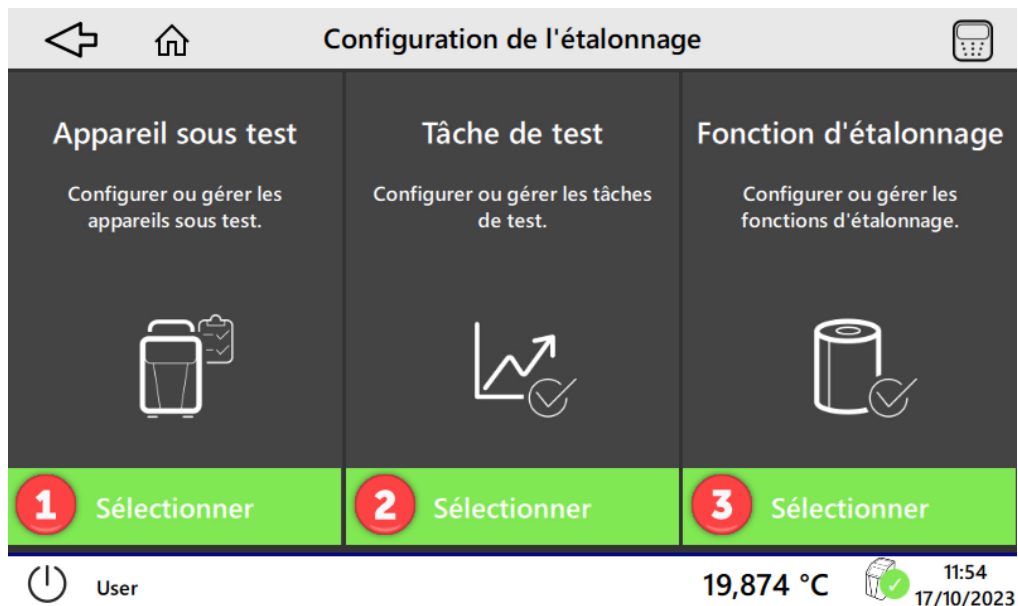 Configuration de l'étalonnage
Appareil sous test
Configurer ou gérer les
appareils sous test.
Tâche de test
Configurer ou gérer les tâches
de test.
Fonction d'étalonnage
Configurer ou gérer les
fonctions d'étalonnage.
1 Sélectionner
2 Sélectionner
3 Sélectionner
User
19,874 °C
11:54
17/10/2023